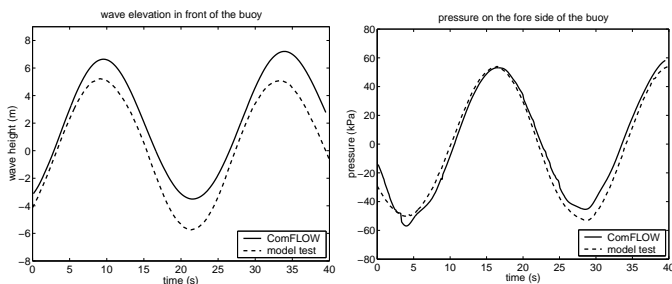 wave elevation in front of the buoy
8
6
4
2
0
−2
−4
−6
−8
0 5 10 15 20 25 30 35 40
wave height (m)
time (s)
ComFLOW
model test
pressure on the fore side of the buoy
80
60
40
20
0
−20
−40
−60
−80
0 5 10 15 20 25 30 35 40
pressure (kPa)
time (s)
ComFLOW
model test